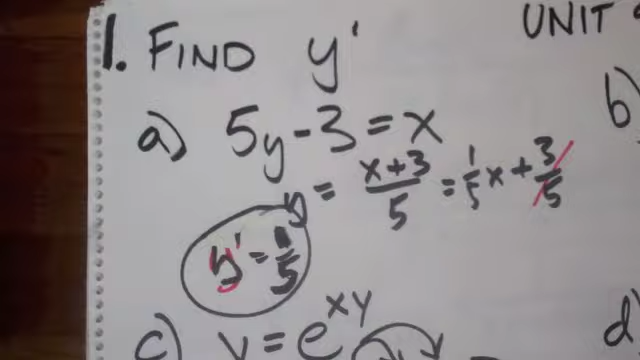 1. FIND y'
UNIT
a) 5y-3=x
b)
y = x+3/5 = 1/5 x + 3/5
y' = 1/5
c) y = e^xy
d)